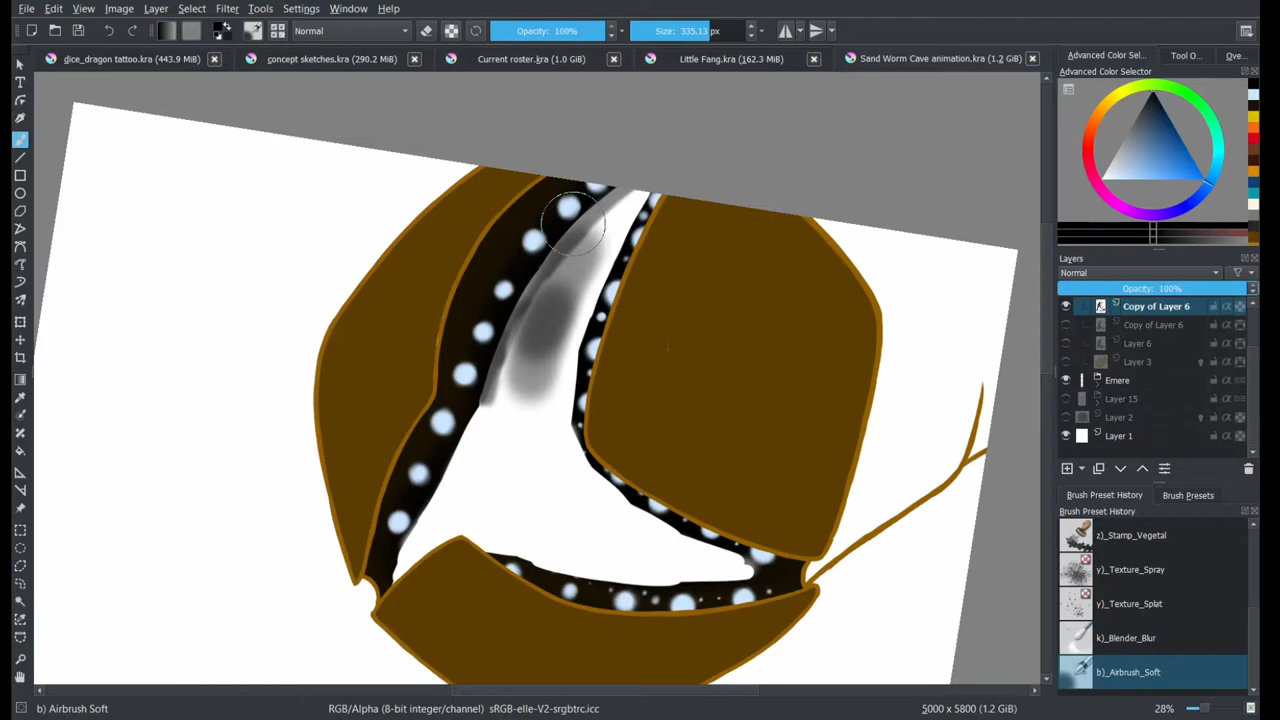 File Edit View Image Layer Select Filter Tools Settings Window Help
Normal Opacity: 100% Size: 335.13 px
dice_dragon tattoo.kra (443.9 MiB) concept sketches.kra (290.2 MiB) Current roster.kra (1.0 GiB) Little Fang.kra (162.3 MiB) Sand Worm Cave animation.kra (1.2 GiB)
Advanced Color Sel... Tool O... Ove...
Advanced Color Selector
Layers
Normal
Opacity: 100%
Copy of Layer 6
Copy of Layer 6
Layer 6
Layer 3
Emere
Layer 15
Layer 2
Layer 1
Brush Preset History Brush Presets
Brush Preset History
z)_Stamp_Vegetal
y)_Texture_Spray
y)_Texture_Splat
k)_Blender_Blur
b)_Airbrush_Soft
b) Airbrush Soft RGB/Alpha (8-bit integer/channel) sRGB-elle-V2-srgbtrc.icc 5000 x 5800 (1.2 GiB) 28%